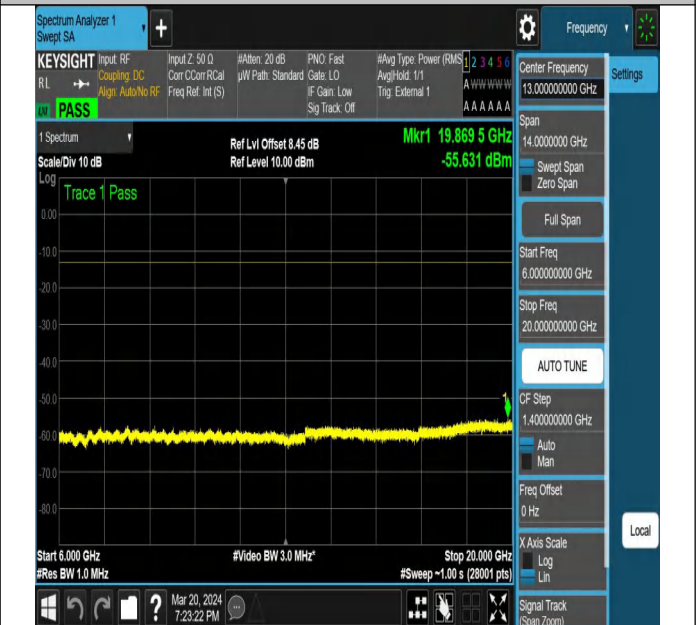 Spectrum Analyzer 1
Swept SA
+
Frequency
KEYSIGHT
RL
PASS
Input: RF
Coupling: DC
Align: Auto/No RF
Input Z: 50 Ω
Corr CCorr RCal
Freq Ref: Int (S)
#Atten: 20 dB
µW Path: Standard
PNO: Fast
Gate: LO
IF Gain: Low
Sig Track: Off
#Avg Type: Power (RMS
Avg|Hold: 1/1
Trig: External 1
1 2 3 4 5 6
A W W W W W
A A A A A A
1 Spectrum
Scale/Div 10 dB
Ref Lvl Offset 8.45 dB
Ref Level 10.00 dBm
Mkr1 19.869 5 GHz
-55.631 dBm
Log
Trace 1 Pass
0.00
-10.0
-20.0
-30.0
-40.0
-50.0
-60.0
-70.0
-80.0
1
Start 6.000 GHz
#Res BW 1.0 MHz
#Video BW 3.0 MHz*
Stop 20.000 GHz
#Sweep ~1.00 s (28001 pts)
Mar 20, 2024
7:23:22 PM
Center Frequency
13.000000000 GHz
Settings
Span
14.0000000 GHz
Swept Span
Zero Span
Full Span
Start Freq
6.000000000 GHz
Stop Freq
20.000000000 GHz
AUTO TUNE
CF Step
1.400000000 GHz
Auto
Man
Freq Offset
0 Hz
X Axis Scale
Log
Lin
Local
Signal Track
(Span Zoom)